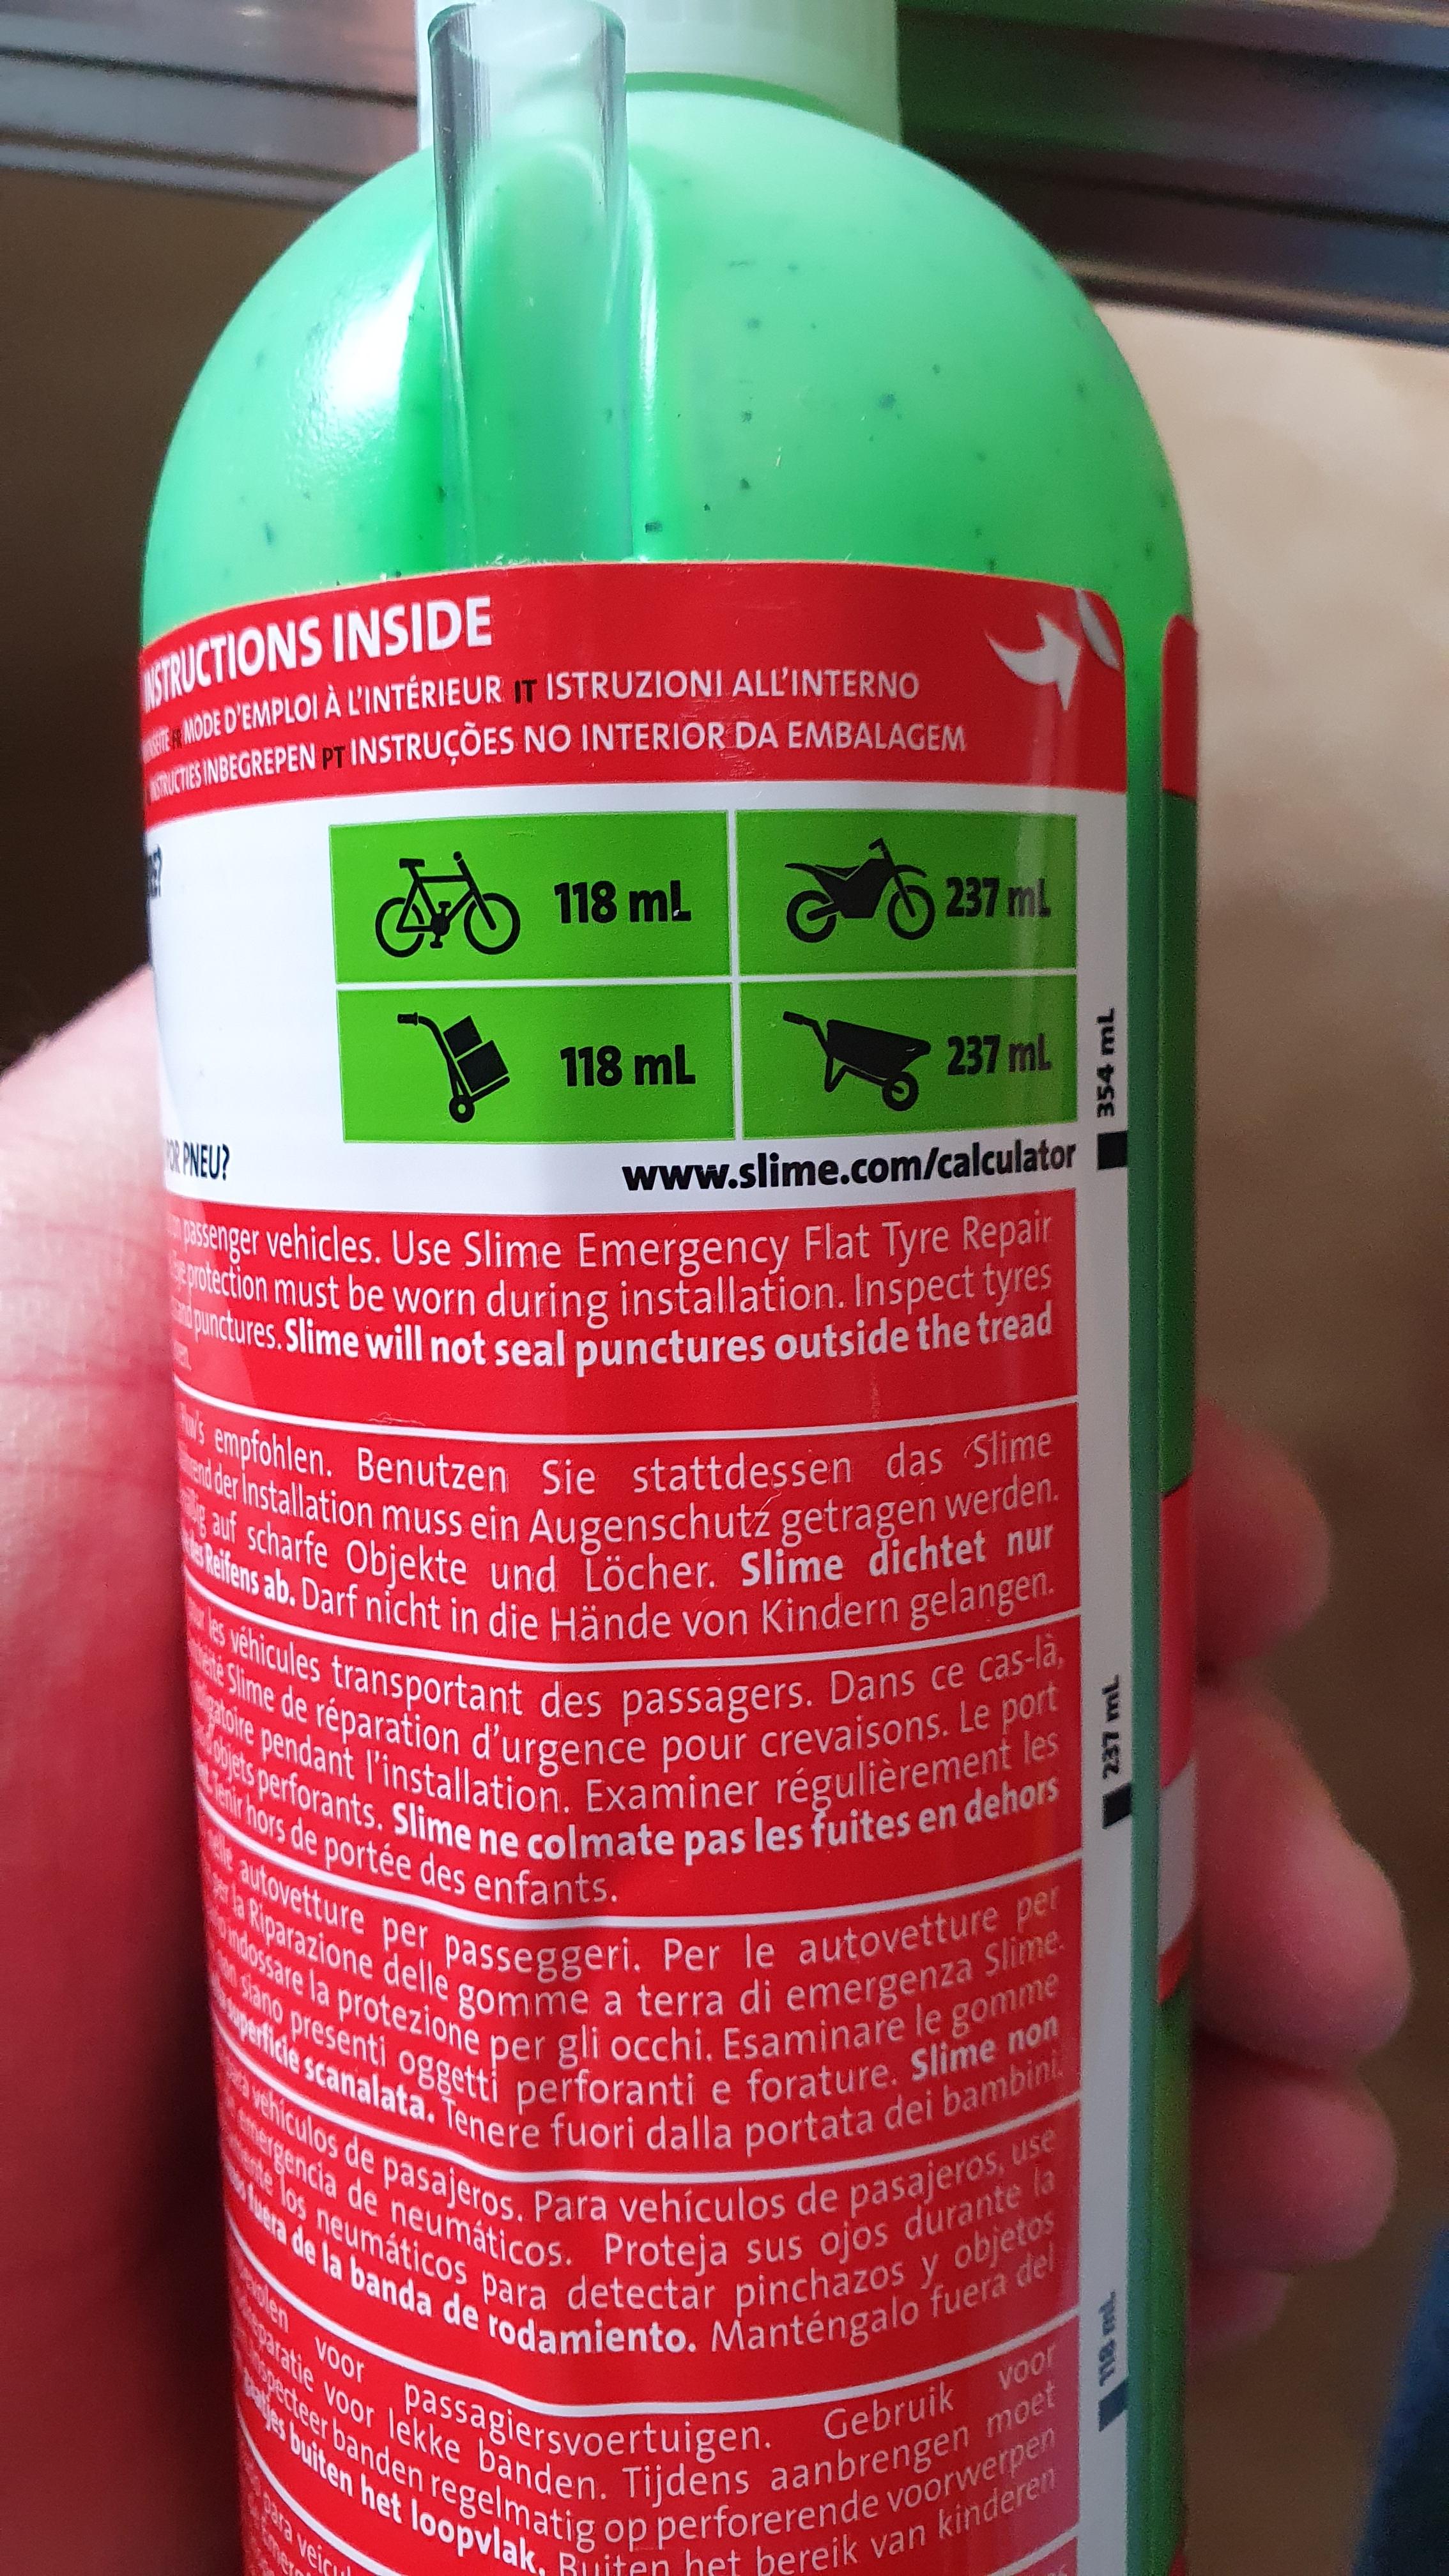 INSTRUCTIONS INSIDE
FR MODE D'EMPLOI À L'INTÉRIEUR IT ISTRUZIONI ALL'INTERNO
INSTRUCTIES INBEGREPEN PT INSTRUÇÕES NO INTERIOR DA EMBALAGEM
118 mL
237 mL
118 mL
237 mL
POR PNEU?
www.slime.com/calculator
354 mL
passenger vehicles. Use Slime Emergency Flat Tyre Repair
Eye protection must be worn during installation. Inspect tyres
and punctures. Slime will not seal punctures outside the tread
empfohlen. Benutzen Sie stattdessen das Slime
der Installation muss ein Augenschutz getragen werden.
auf scharfe Objekte und Löcher. Slime dichtet nur
des Reifens ab. Darf nicht in die Hände von Kindern gelangen.
les véhicules transportant des passagers. Dans ce cas-là,
Slime de réparation d'urgence pour crevaisons. Le port
pendant l'installation. Examiner régulièrement les
objets perforants. Slime ne colmate pas les fuites en dehors
Tenir hors de portée des enfants.
237 mL
autovetture per passeggeri. Per le autovetture per
la Riparazione delle gomme a terra di emergenza Slime.
indossare la protezione per gli occhi. Esaminare le gomme
siano presenti oggetti perforanti e forature. Slime non
superficie scanalata. Tenere fuori dalla portata dei bambini.
para vehículos de pasajeros. Para vehículos de pasajeros, use
emergencia de neumáticos. Proteja sus ojos durante la
los neumáticos para detectar pinchazos y objetos
fuera de la banda de rodamiento. Manténgalo fuera del
118 mL
voor passagiersvoertuigen. Gebruik voor
voor lekke banden. Tijdens aanbrengen moet
banden regelmatig op perforerende voorwerpen
buiten het loopvlak. Buiten het bereik van kinderen
para